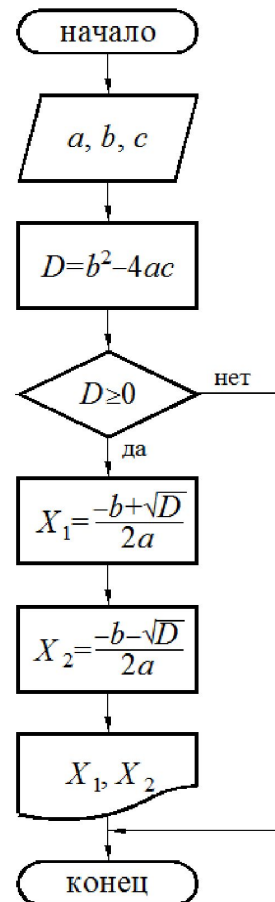 начало
a, b, c
D=b²–4ac
D≥0
нет
да
X₁=(–b+√D)/2a
X₂=(–b–√D)/2a
X₁, X₂
конец